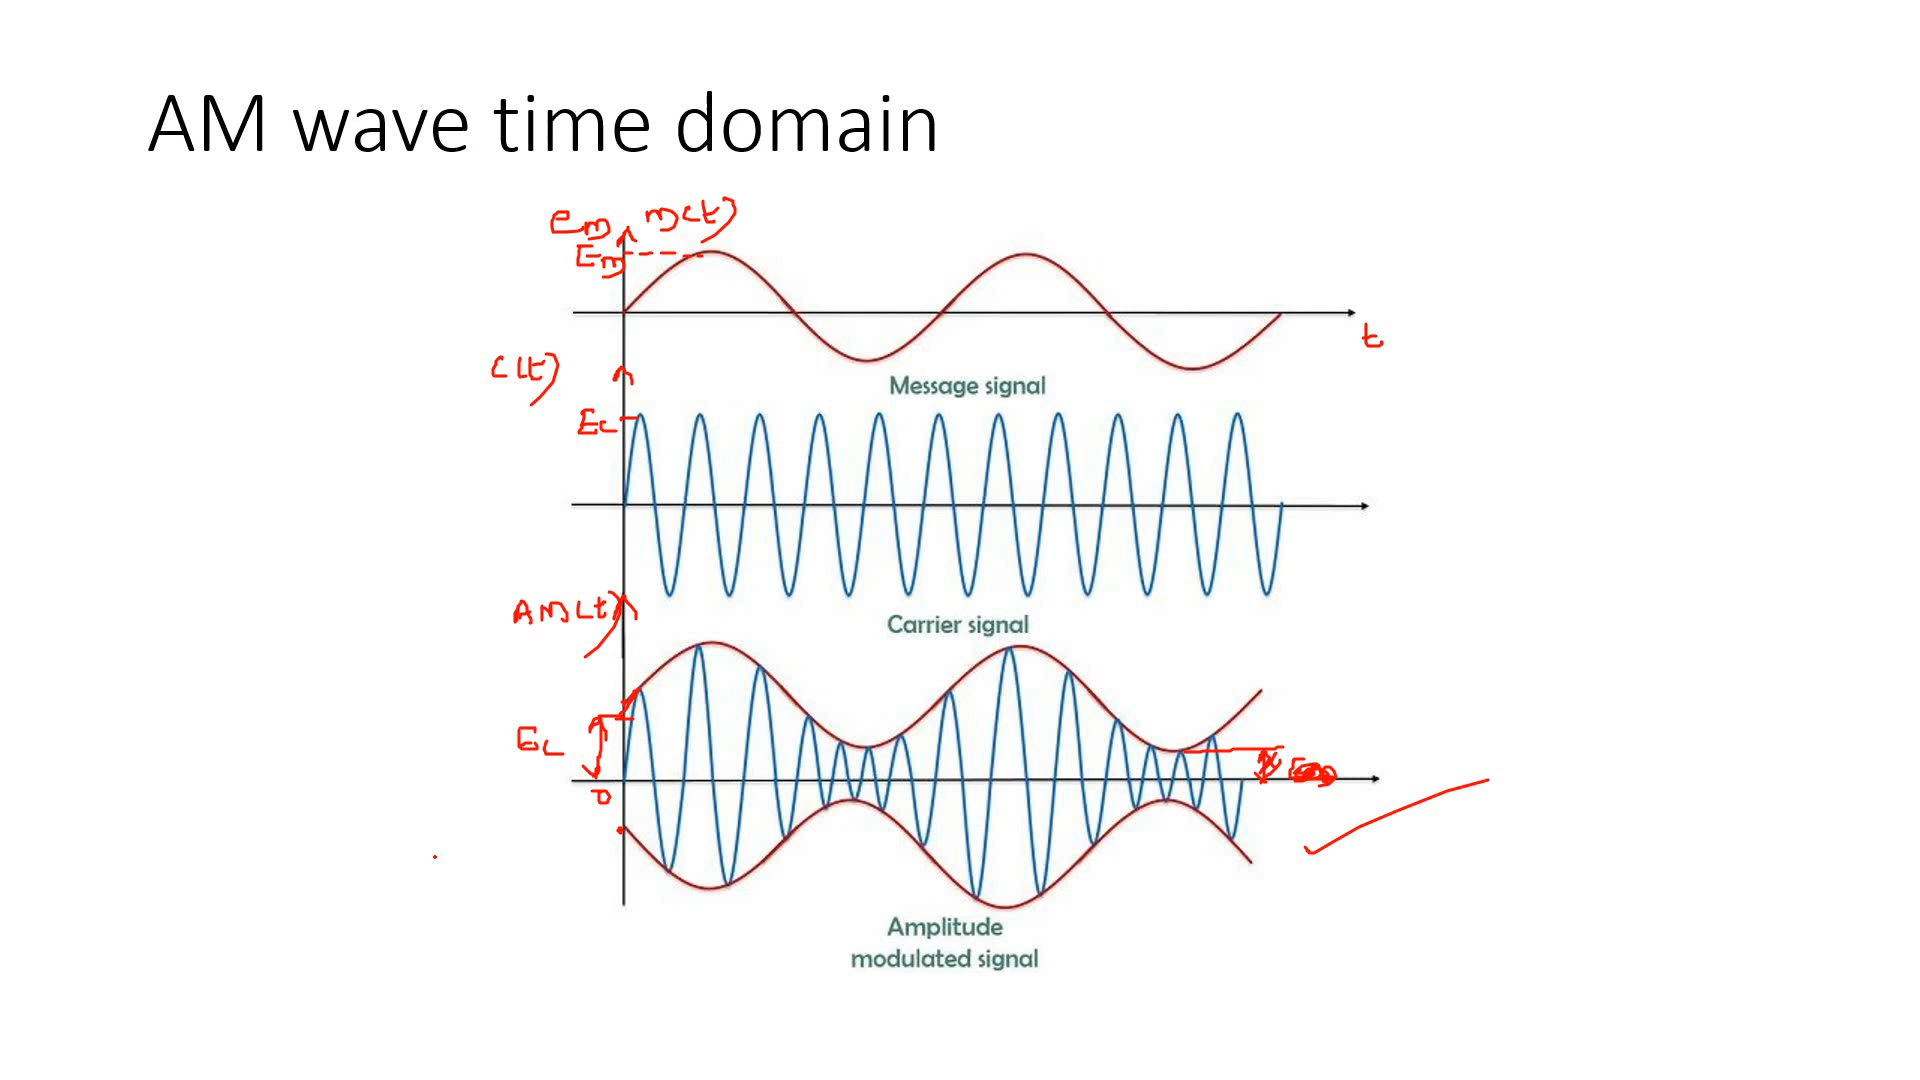 AM wave time domain
em m(t)
Em
t
C(t)
Message signal
Ec
AM(t)
Carrier signal
Ec
0
Amplitude
modulated signal